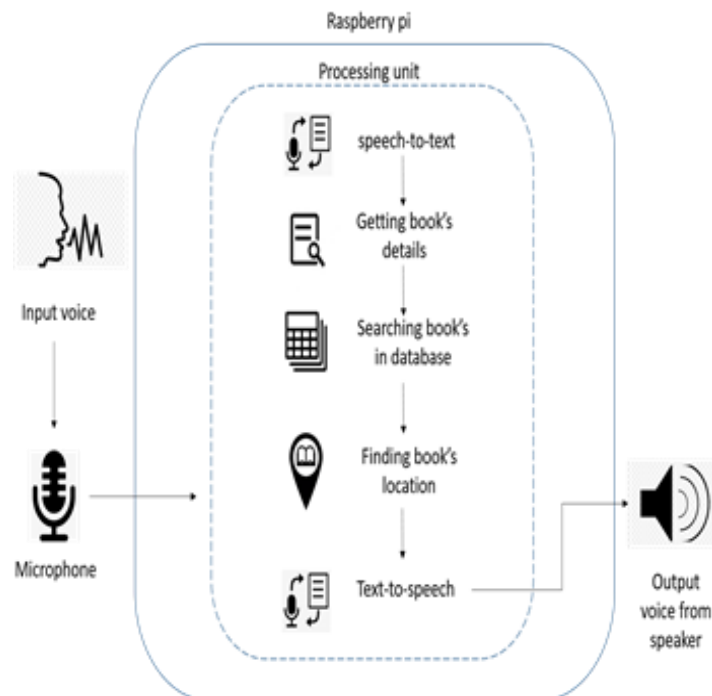 Raspberry pi
Processing unit
speech-to-text
Getting book's
details
Searching book's
in database
Finding book's
location
Text-to-speech
Input voice
Microphone
Output
voice from
speaker